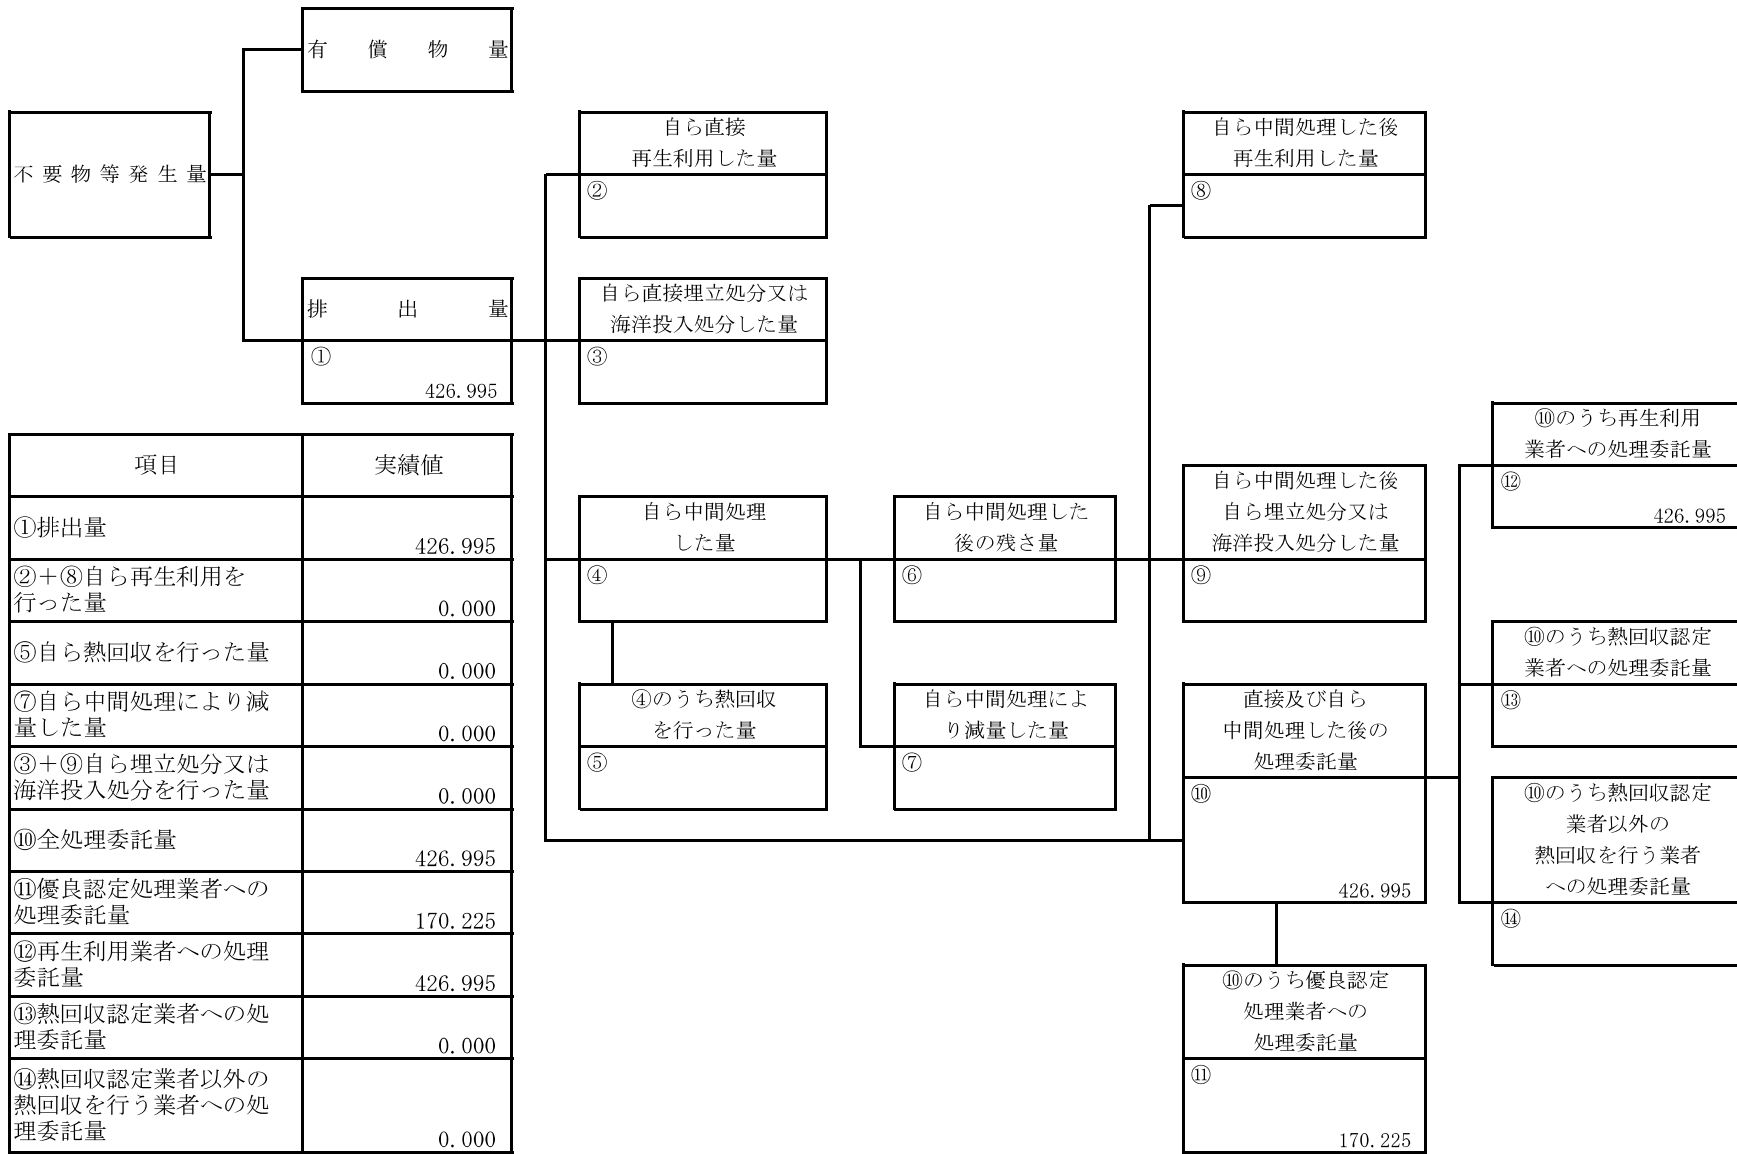 有償物量
不要物等発生量
排出量
①
426.995
自ら直接
再生利用した量
②
自ら直接埋立処分又は
海洋投入処分した量
③
自ら中間処理
した量
④
④のうち熱回収
を行った量
⑤
自ら中間処理した
後の残さ量
⑥
自ら中間処理によ
り減量した量
⑦
自ら中間処理した後
再生利用した量
⑧
自ら中間処理した後
自ら埋立処分又は
海洋投入処分した量
⑨
直接及び自ら
中間処理した後の
処理委託量
⑩
426.995
⑩のうち優良認定
処理業者への
処理委託量
⑪
170.225
⑩のうち再生利用
業者への処理委託量
⑫
426.995
⑩のうち熱回収認定
業者への処理委託量
⑬
⑩のうち熱回収認定
業者以外の
熱回収を行う業者
への処理委託量
⑭
項目 実績値
①排出量
426.995
②＋⑧自ら再生利用を
行った量
0.000
⑤自ら熱回収を行った量
0.000
⑦自ら中間処理により減
量した量
0.000
③＋⑨自ら埋立処分又は
海洋投入処分を行った量
0.000
⑩全処理委託量
426.995
⑪優良認定処理業者への
処理委託量
170.225
⑫再生利用業者への処理
委託量
426.995
⑬熱回収認定業者への処
理委託量
0.000
⑭熱回収認定業者以外の
熱回収を行う業者への処
理委託量
0.000